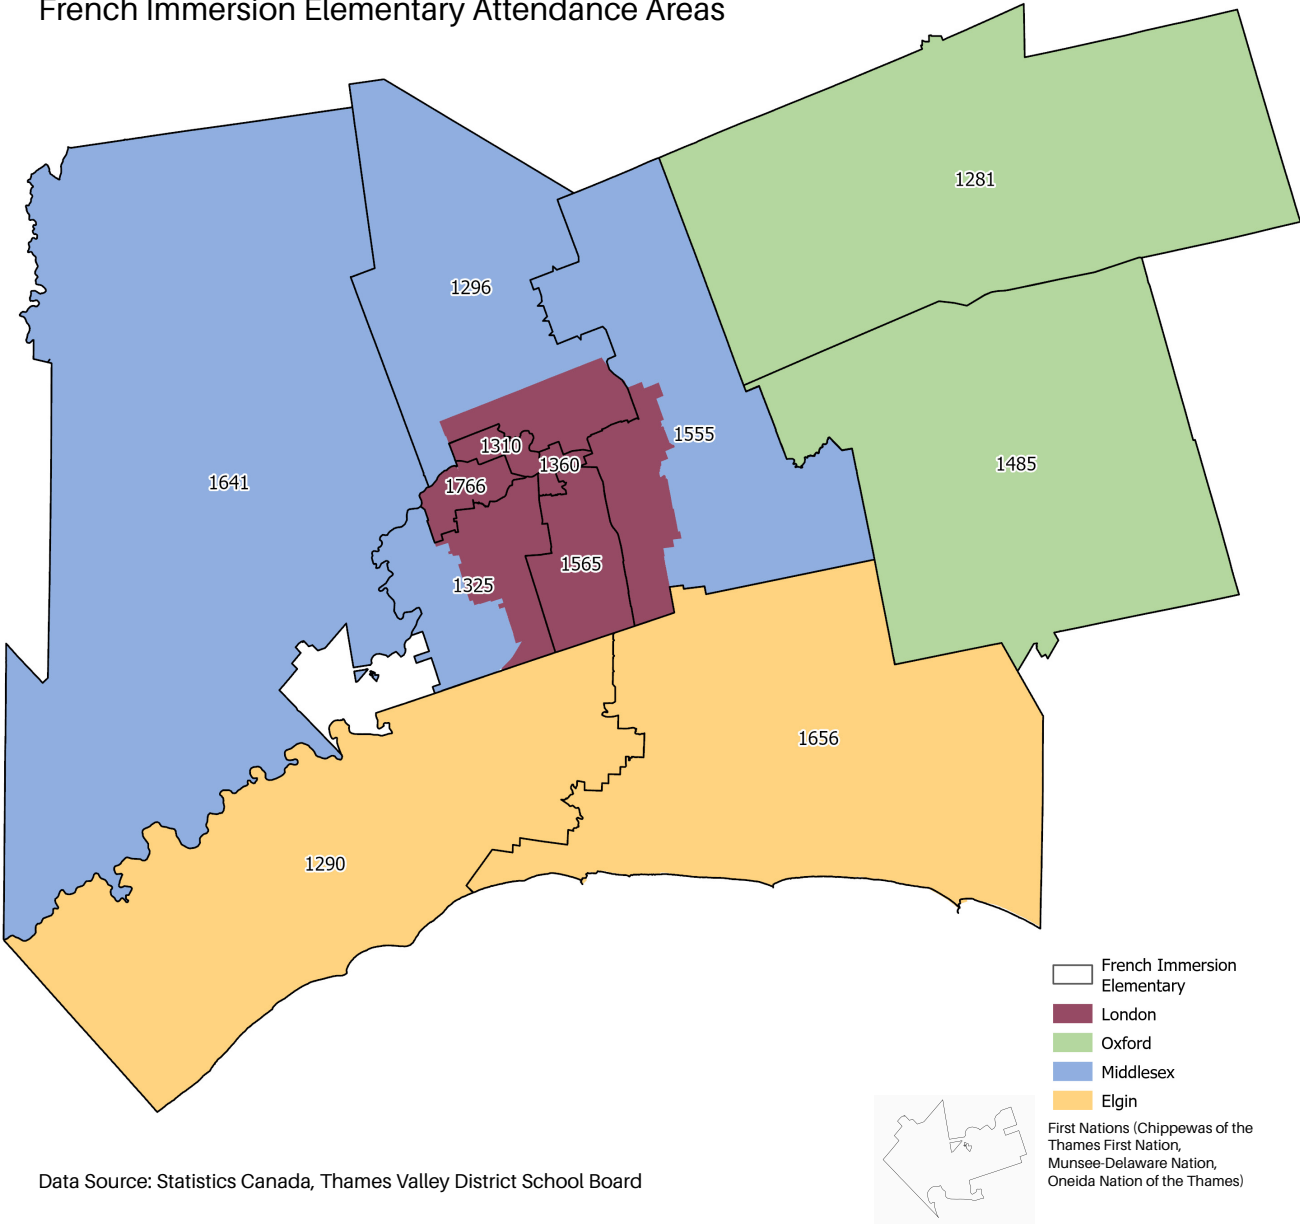 French Immersion Elementary Attendance Areas
1281
1296
1555
1310
1360
1485
1641
1766
1565
1325
1656
1290
French Immersion
Elementary
London
Oxford
Middlesex
Elgin
First Nations (Chippewas of the
Thames First Nation,
Munsee-Delaware Nation,
Oneida Nation of the Thames)
Data Source: Statistics Canada, Thames Valley District School Board